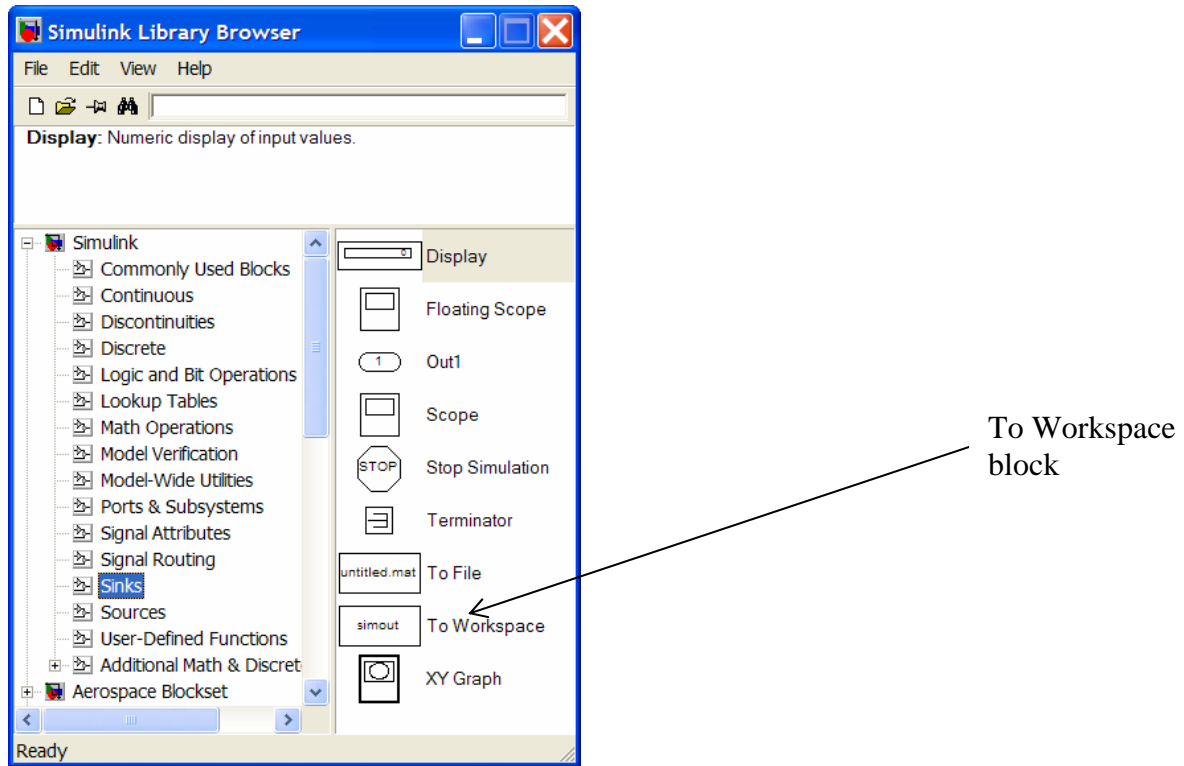 Simulink Library Browser
File Edit View Help
Display: Numeric display of input values.
Simulink
Commonly Used Blocks
Continuous
Discontinuities
Discrete
Logic and Bit Operations
Lookup Tables
Math Operations
Model Verification
Model-Wide Utilities
Ports & Subsystems
Signal Attributes
Signal Routing
Sinks
Sources
User-Defined Functions
Additional Math & Discret
Aerospace Blockset
0 Display
Floating Scope
1 Out1
Scope
STOP Stop Simulation
Terminator
untitled.mat To File
simout To Workspace
XY Graph
Ready
To Workspace
block